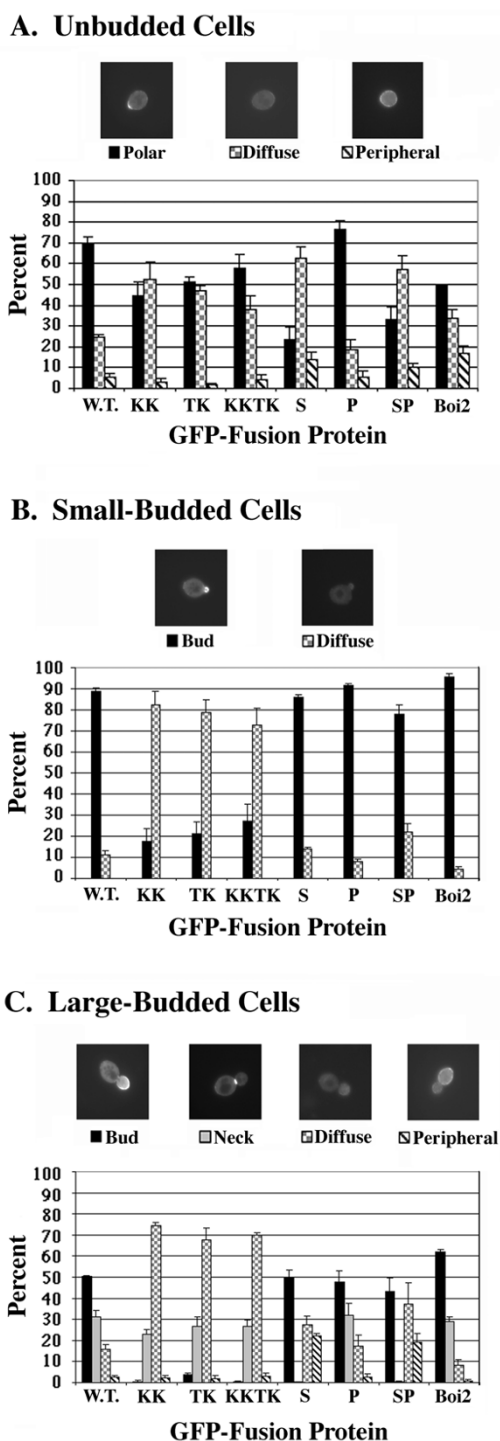 A. Unbudded Cells
Polar Diffuse Peripheral
100
90
80
70
60
50
40
30
20
10
0
Percent
W.T. KK TK KKTK S P SP Boi2
GFP-Fusion Protein
B. Small-Budded Cells
Bud Diffuse
100
90
80
70
60
50
40
30
20
10
0
Percent
W.T. KK TK KKTK S P SP Boi2
GFP-Fusion Protein
C. Large-Budded Cells
Bud Neck Diffuse Peripheral
100
90
80
70
60
50
40
30
20
10
0
Percent
W.T. KK TK KKTK S P SP Boi2
GFP-Fusion Protein